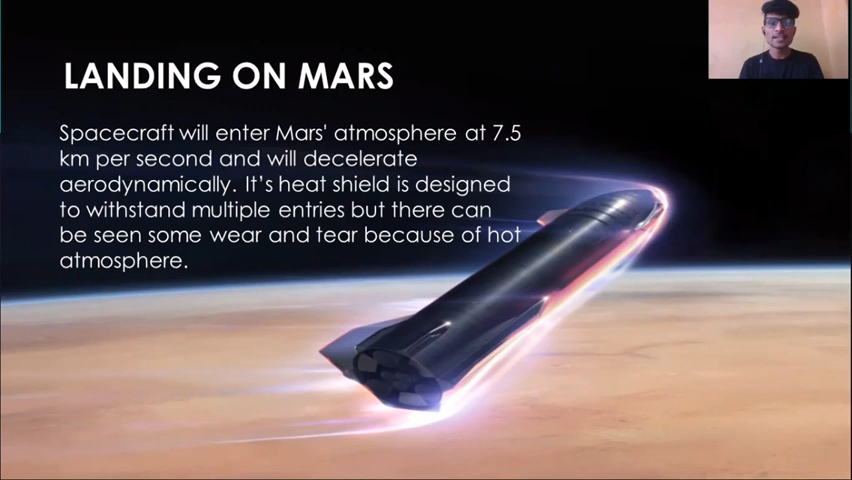 LANDING ON MARS
Spacecraft will enter Mars' atmosphere at 7.5
km per second and will decelerate
aerodynamically. It’s heat shield is designed
to withstand multiple entries but there can
be seen some wear and tear because of hot
atmosphere.